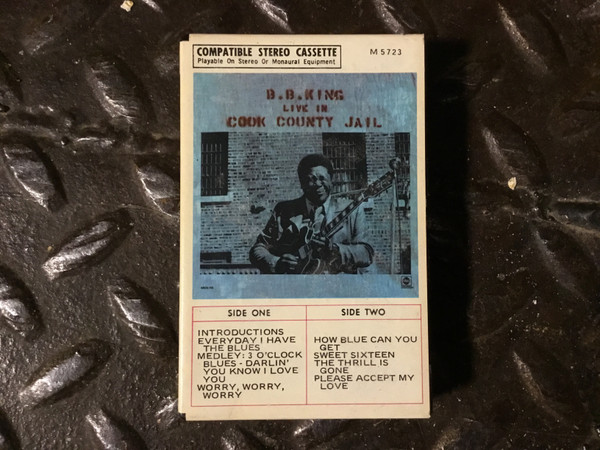 COMPATIBLE STEREO CASSETTE
Playable On Stereo Or Monaural Equipment
M 5723
B.B.KING
LIVE IN
COOK COUNTY JAIL
SIDE ONE
INTRODUCTIONS
EVERYDAY I HAVE
THE BLUES
MEDLEY: 3 O'CLOCK
BLUES - DARLIN'
YOU KNOW I LOVE
YOU
WORRY, WORRY,
WORRY
SIDE TWO
HOW BLUE CAN YOU
GET
SWEET SIXTEEN
THE THRILL IS
GONE
PLEASE ACCEPT MY
LOVE